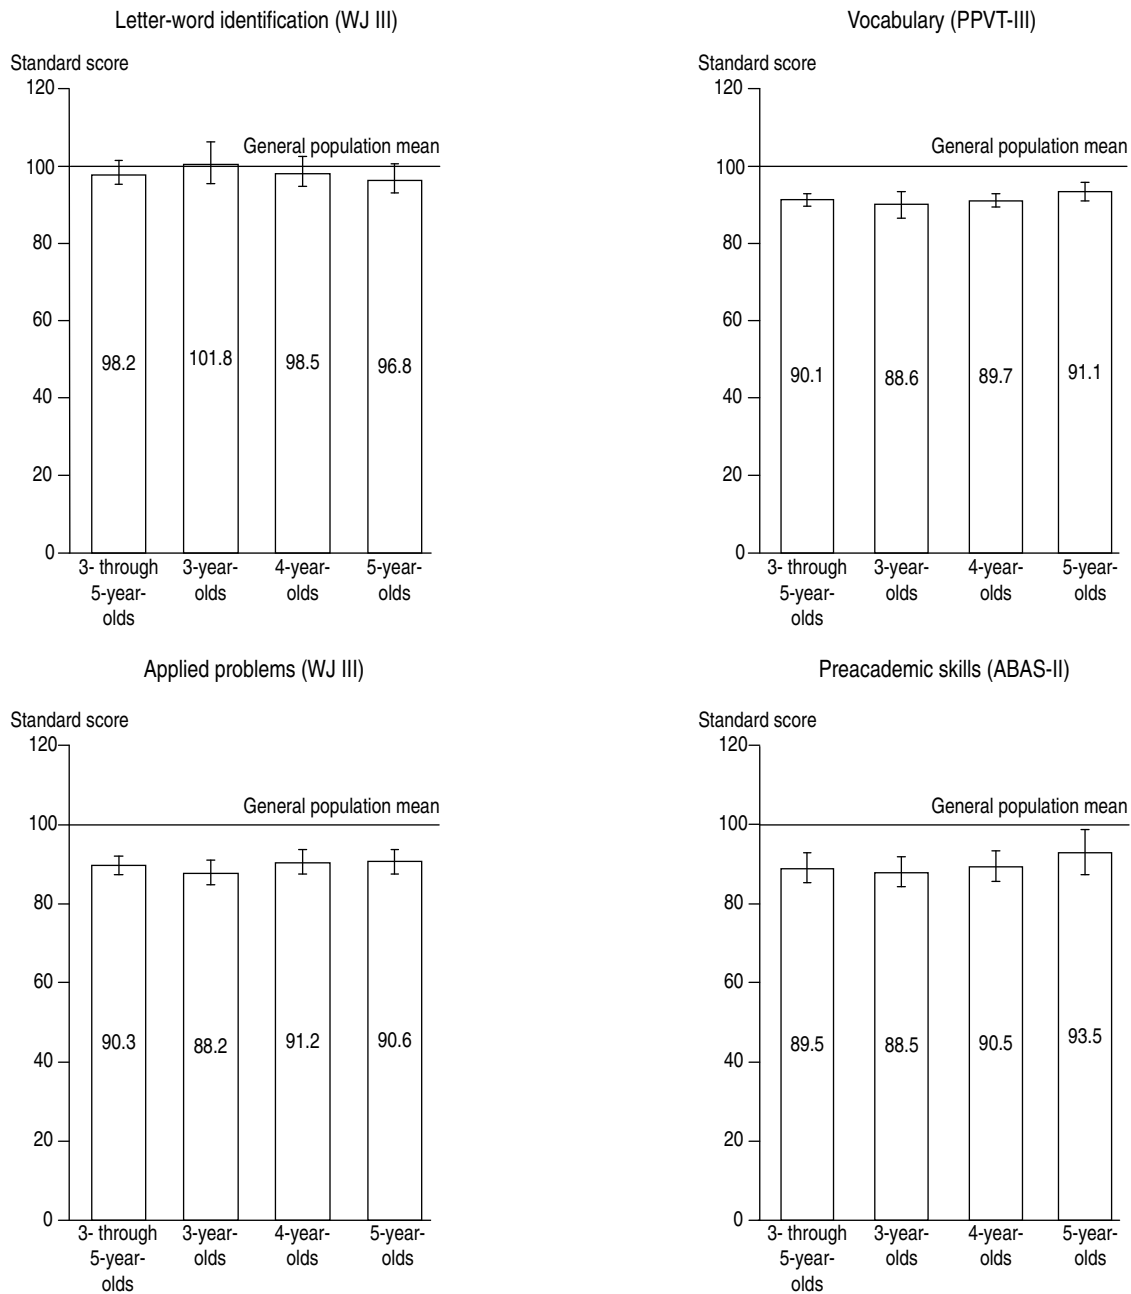 Letter-word identification (WJ III)
Standard score
120
General population mean
100
80
60
98.2
101.8
98.5
96.8
40
20
0
3- through
5-year-
olds
3-year-
olds
4-year-
olds
5-year-
olds
Vocabulary (PPVT-III)
Standard score
120
General population mean
100
80
60
90.1
88.6
89.7
91.1
40
20
0
3- through
5-year-
olds
3-year-
olds
4-year-
olds
5-year-
olds
Applied problems (WJ III)
Standard score
120
General population mean
100
80
60
90.3
88.2
91.2
90.6
40
20
0
3- through
5-year-
olds
3-year-
olds
4-year-
olds
5-year-
olds
Preacademic skills (ABAS-II)
Standard score
120
General population mean
100
80
60
89.5
88.5
90.5
93.5
40
20
0
3- through
5-year-
olds
3-year-
olds
4-year-
olds
5-year-
olds